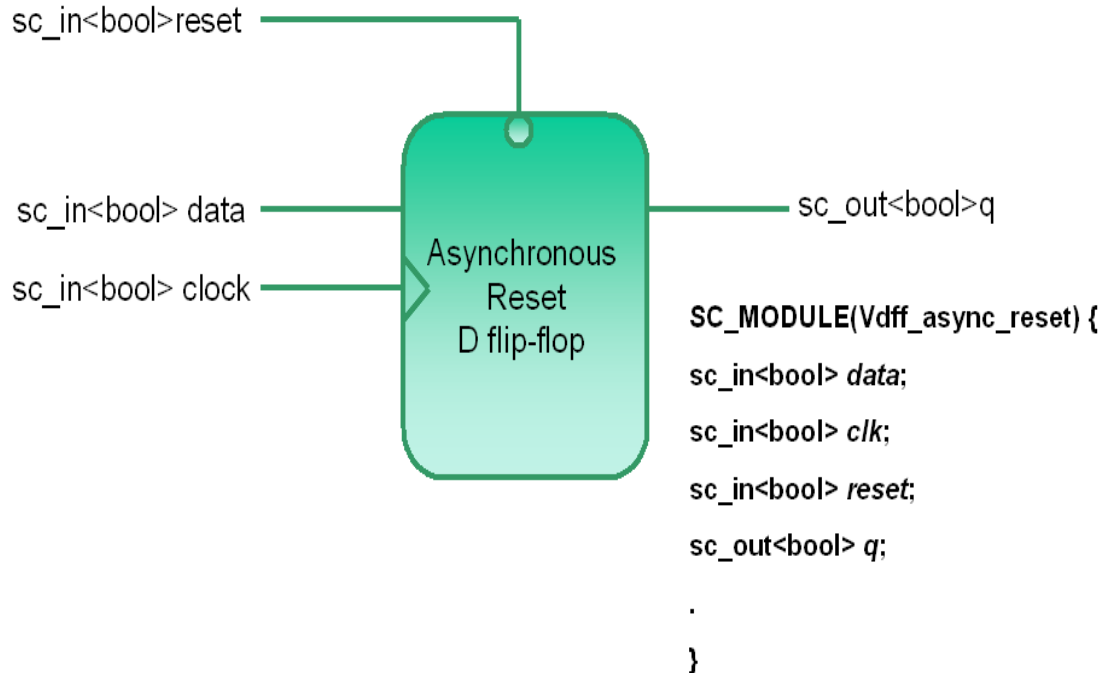 sc_in<bool>reset
sc_in<bool> data
sc_in<bool> clock
Asynchronous
Reset
D flip-flop
sc_out<bool>q
SC_MODULE(Vdff_async_reset) {
sc_in<bool> data;
sc_in<bool> clk;
sc_in<bool> reset;
sc_out<bool> q;
.
}